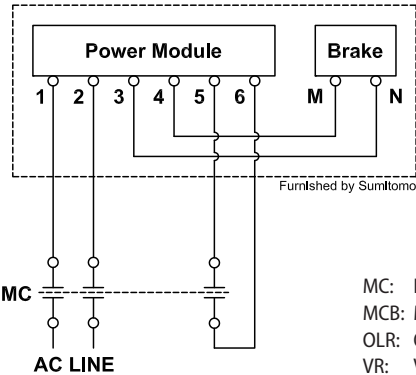 Power Module Brake
1 2 3 4 5 6 M N
Furnished by Sumitomo
MC
AC LINE
MC:
MCB:
OLR:
VR: